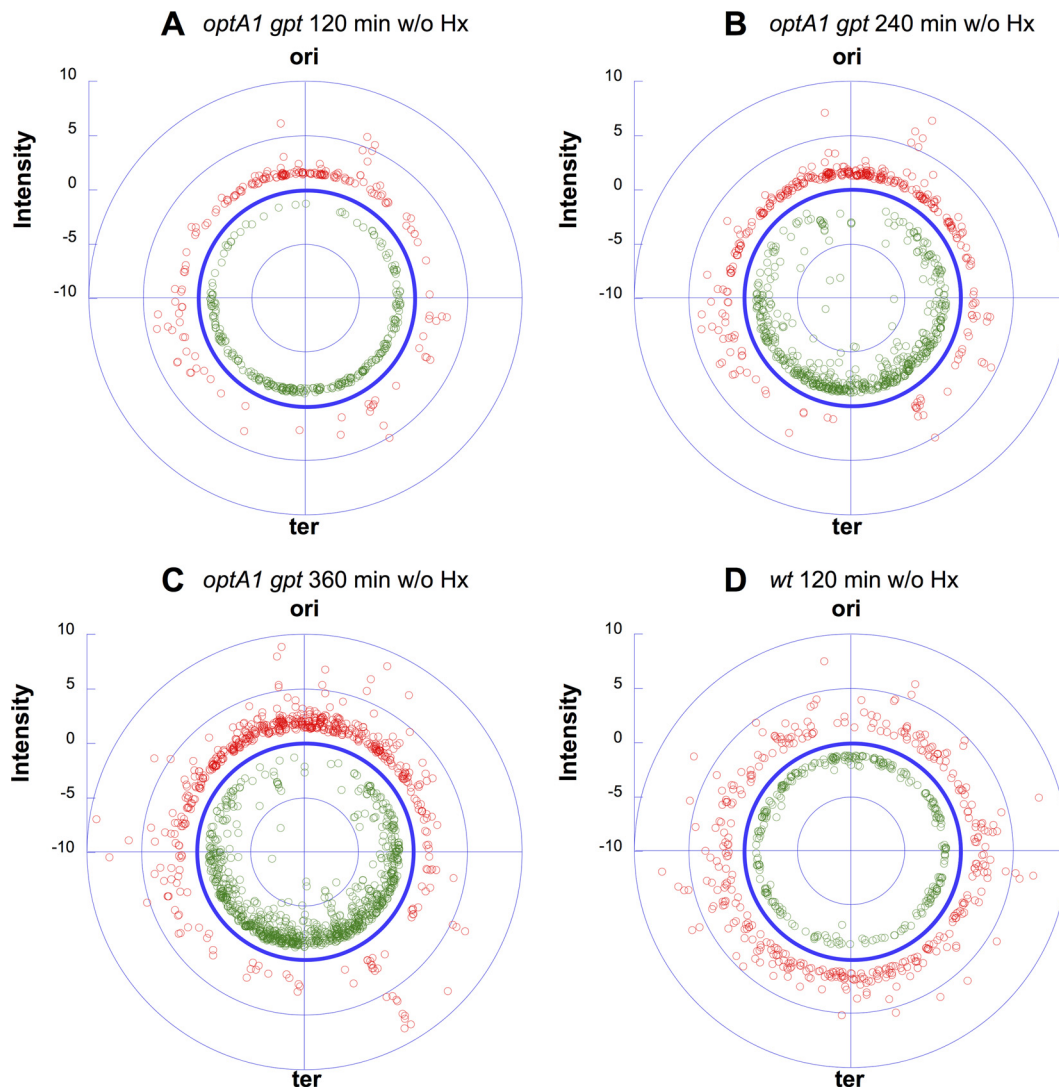 A optA1 gpt 120 min w/o Hx
ori
10
5
0
-5
-10
Intensity
ter
B optA1 gpt 240 min w/o Hx
ori
10
5
0
-5
-10
Intensity
ter
C optA1 gpt 360 min w/o Hx
ori
10
5
0
-5
-10
Intensity
ter
D wt 120 min w/o Hx
ori
10
5
0
-5
-10
Intensity
ter